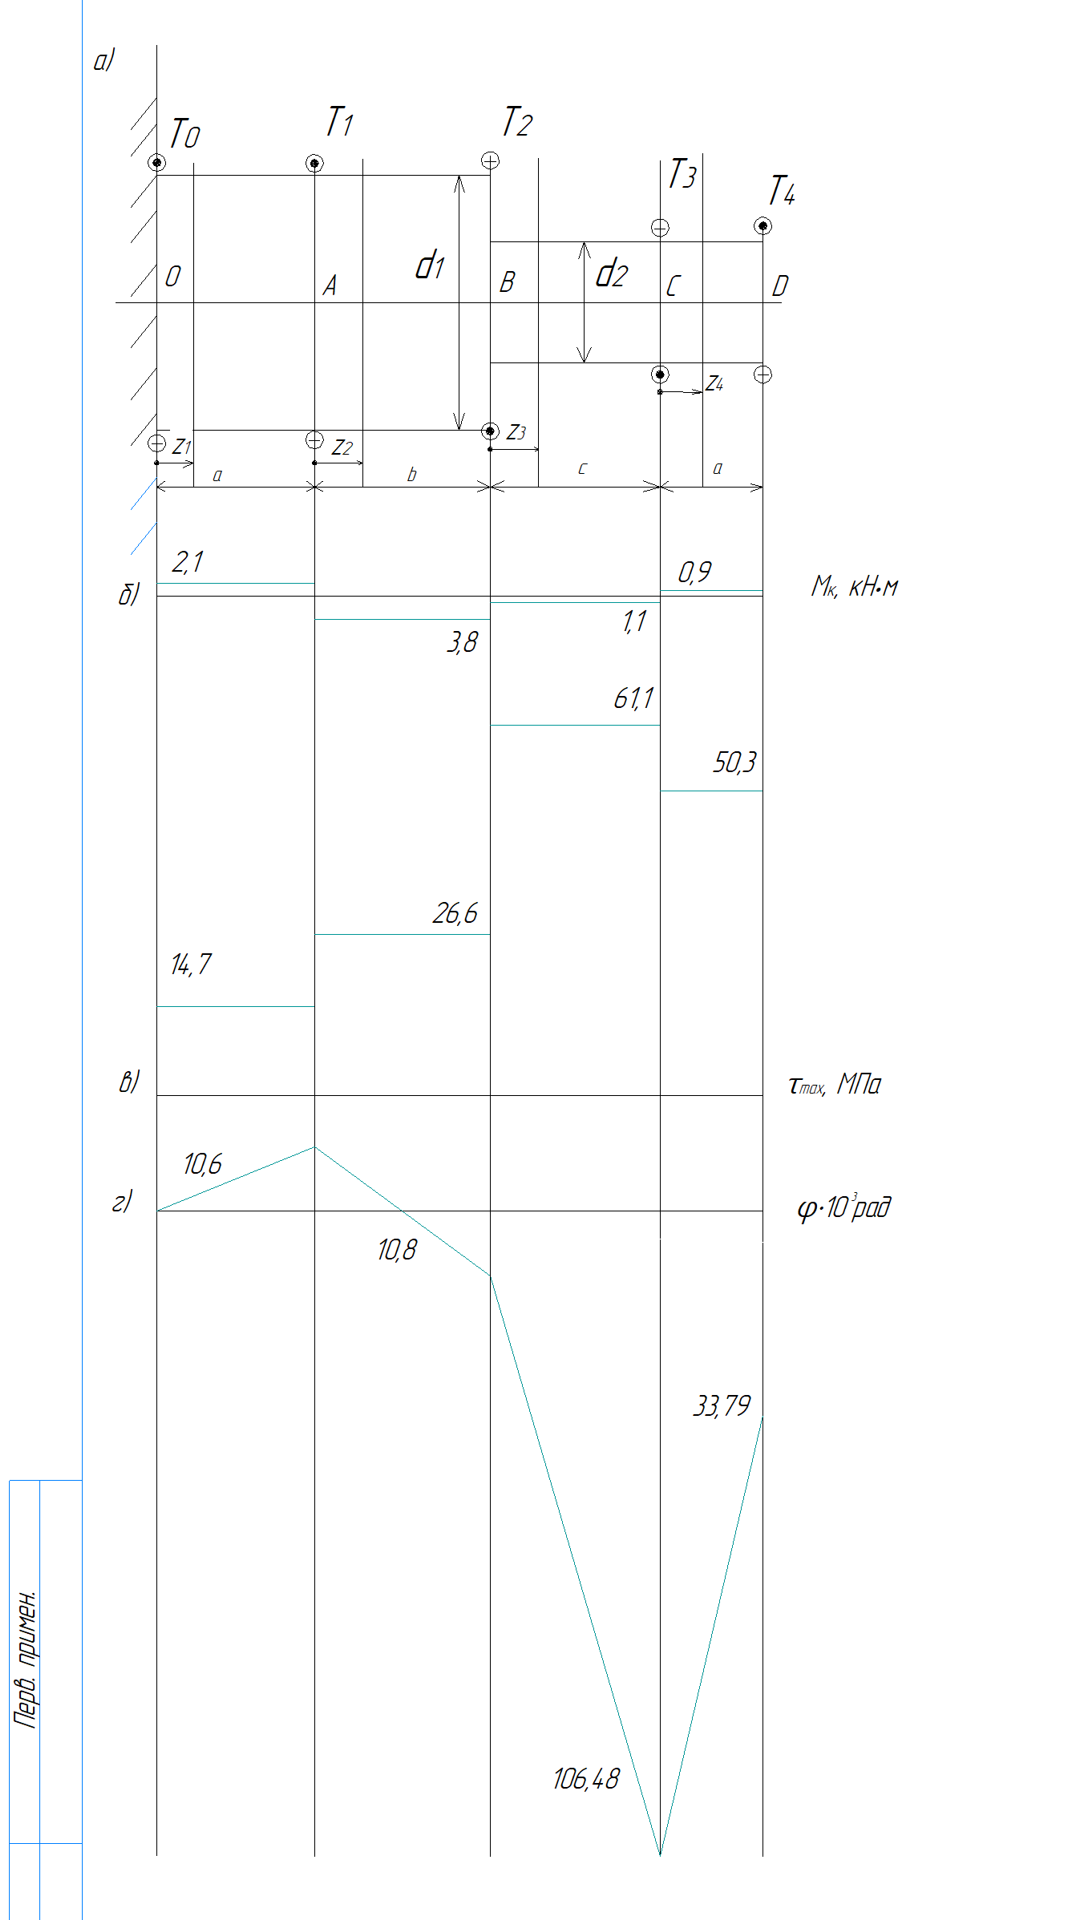 а)
T0
T1
T2
T3
T4
O
A
d1
B
d2
C
D
z1
z2
z3
z4
a
b
c
a
2,1
0,9
б)
Mк, кН·м
3,8
1,1
61,1
50,3
26,6
14,7
в)
τmax, МПа
10,6
г)
φ·10³рад
10,8
33,79
106,48
Перв. примен.